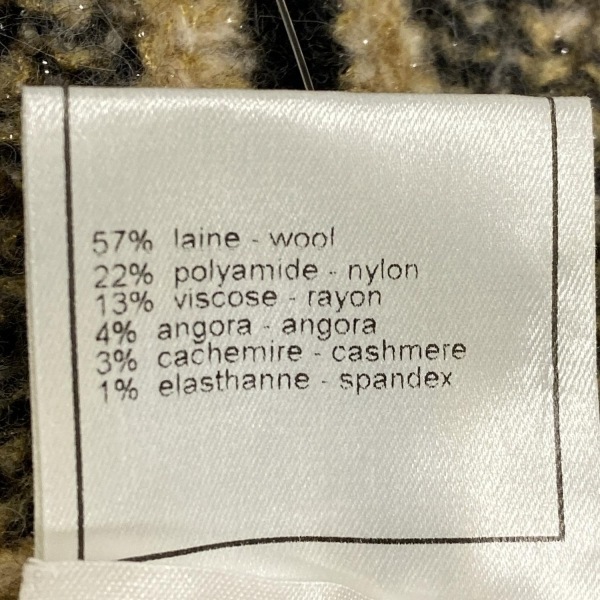 57% laine - wool
22% polyamide - nylon
13% viscose - rayon
4% angora - angora
3% cachemire - cashmere
1% elasthanne - spandex